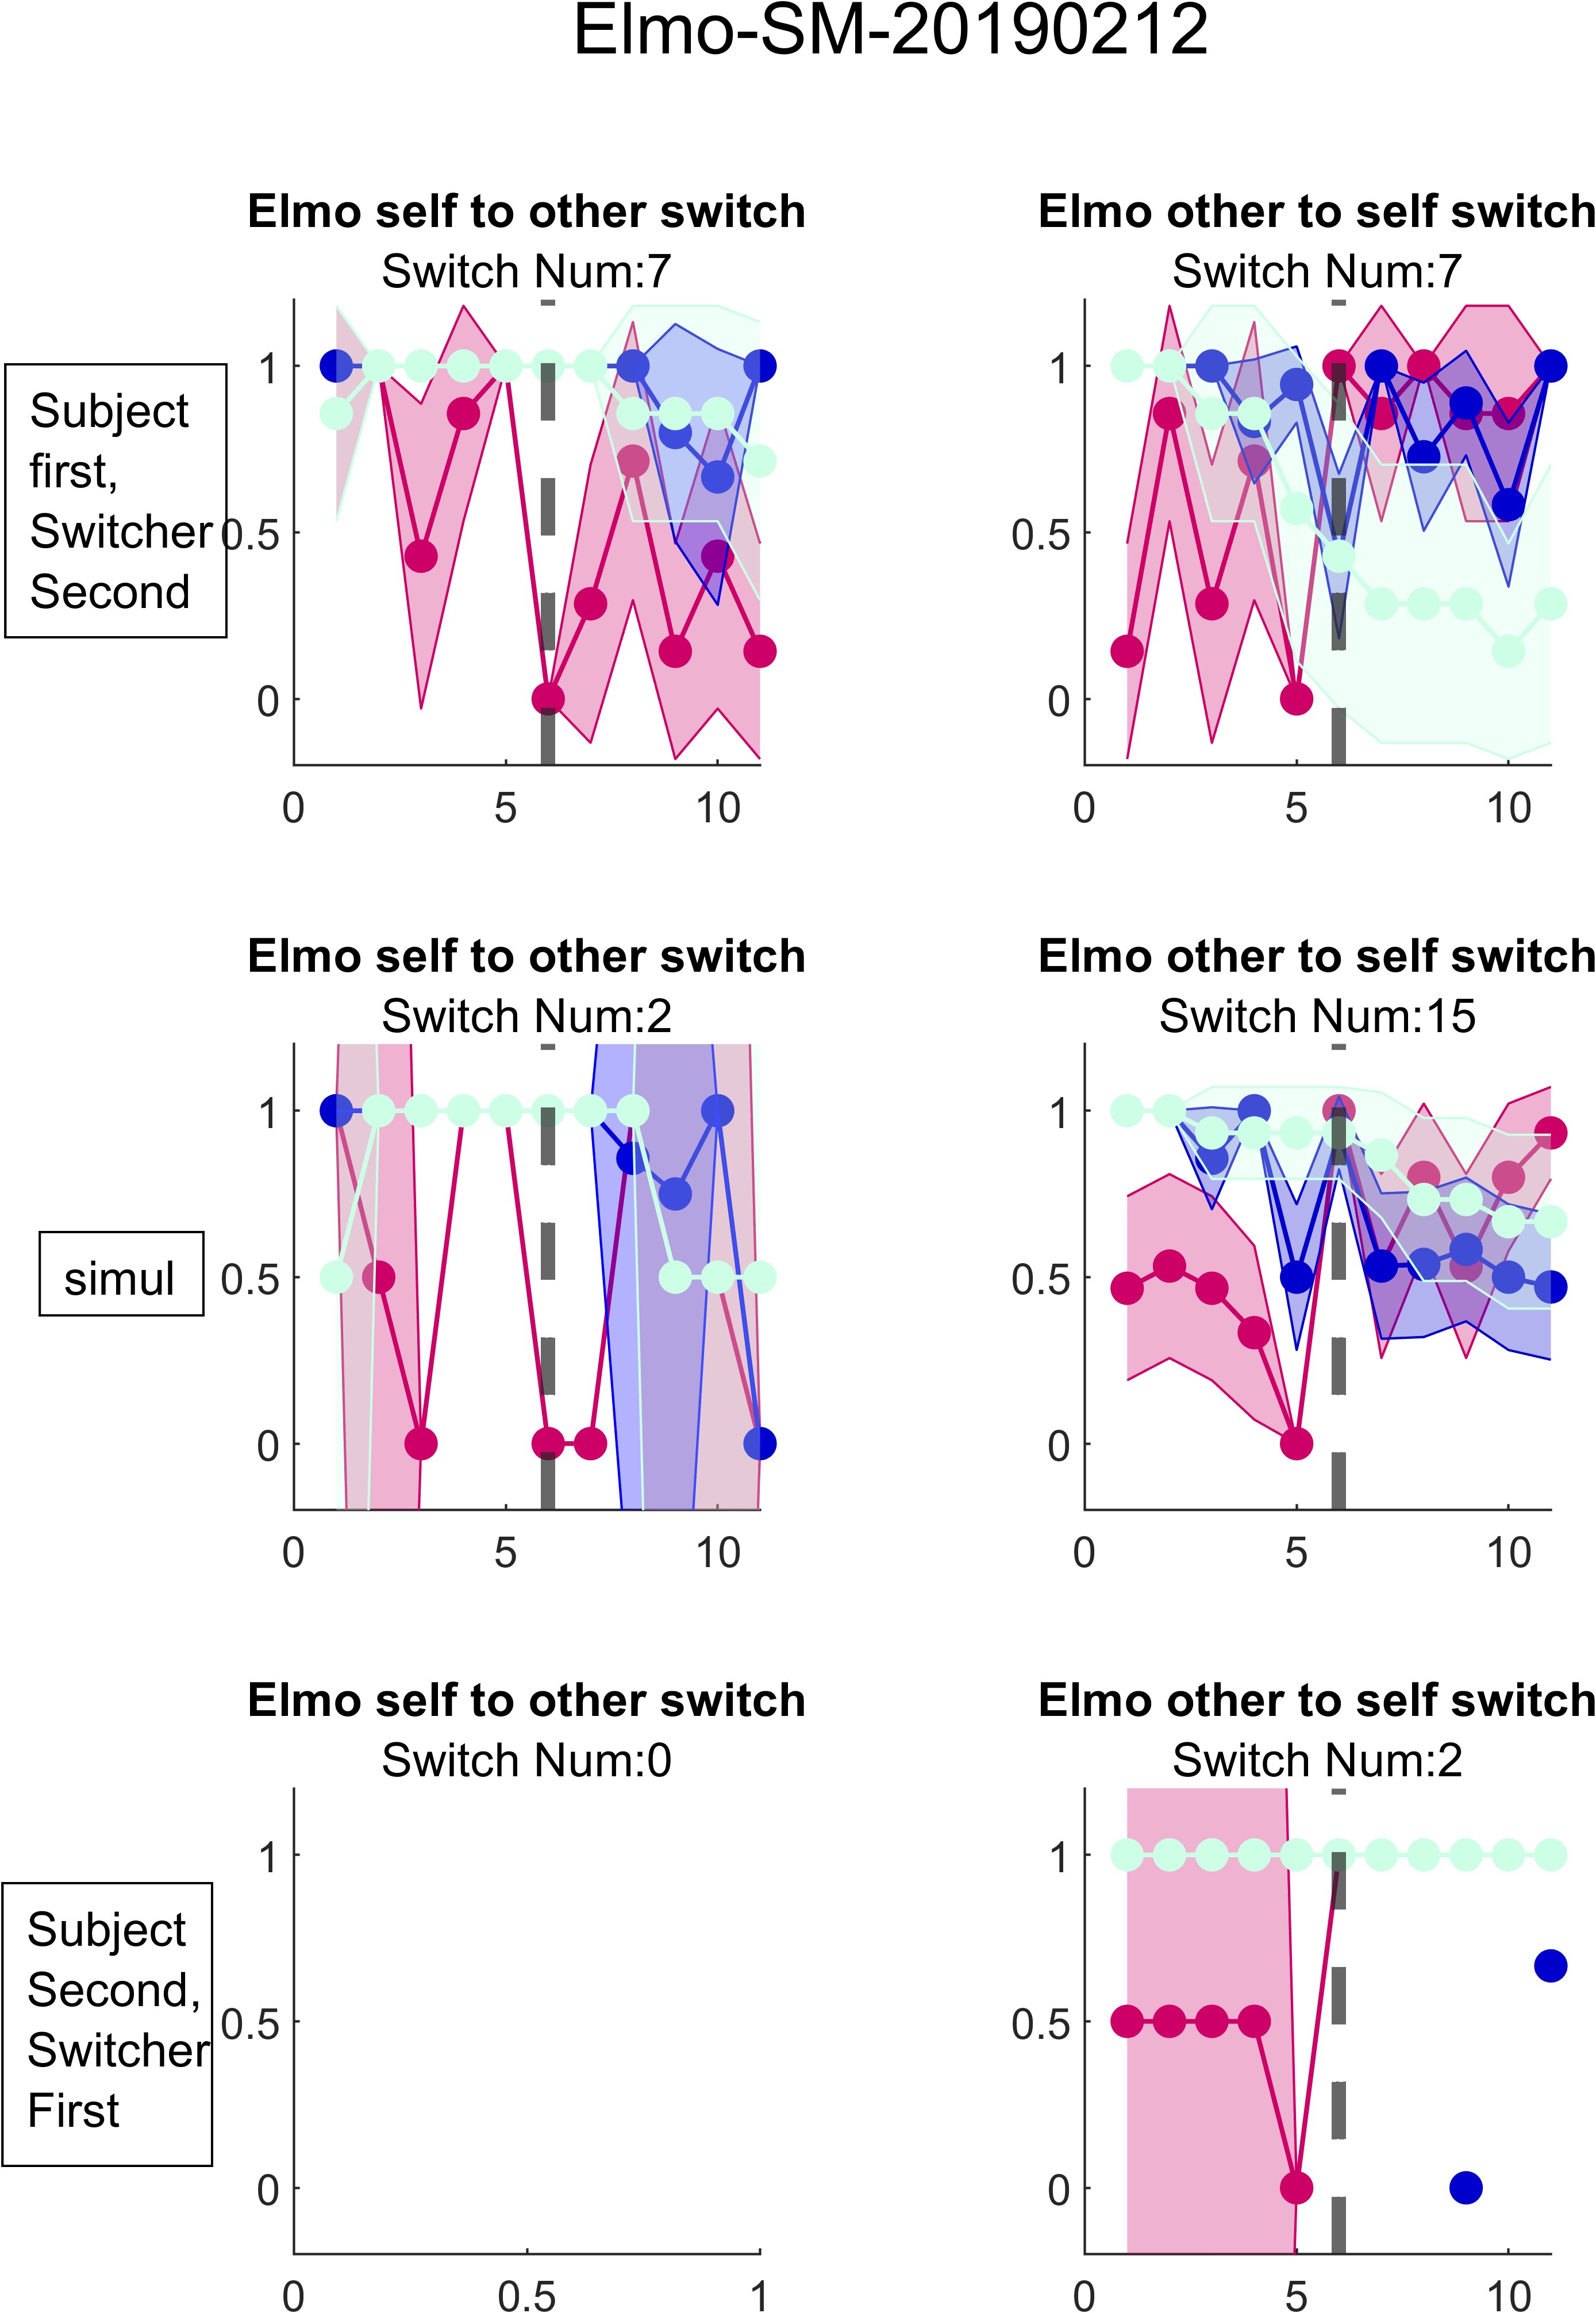 Elmo-SM-20190212
Elmo self to other switch
Switch Num:7
Elmo other to self switch
Switch Num:7
Subject
first,
Switcher
Second
1
0.5
0
0
5
10
1
0.5
0
0
5
10
Elmo self to other switch
Switch Num:2
Elmo other to self switch
Switch Num:15
simul
1
0.5
0
0
5
10
1
0.5
0
0
5
10
Elmo self to other switch
Switch Num:0
Elmo other to self switch
Switch Num:2
Subject
Second,
Switcher
First
1
0.5
0
0
0.5
1
1
0.5
0
0
5
10